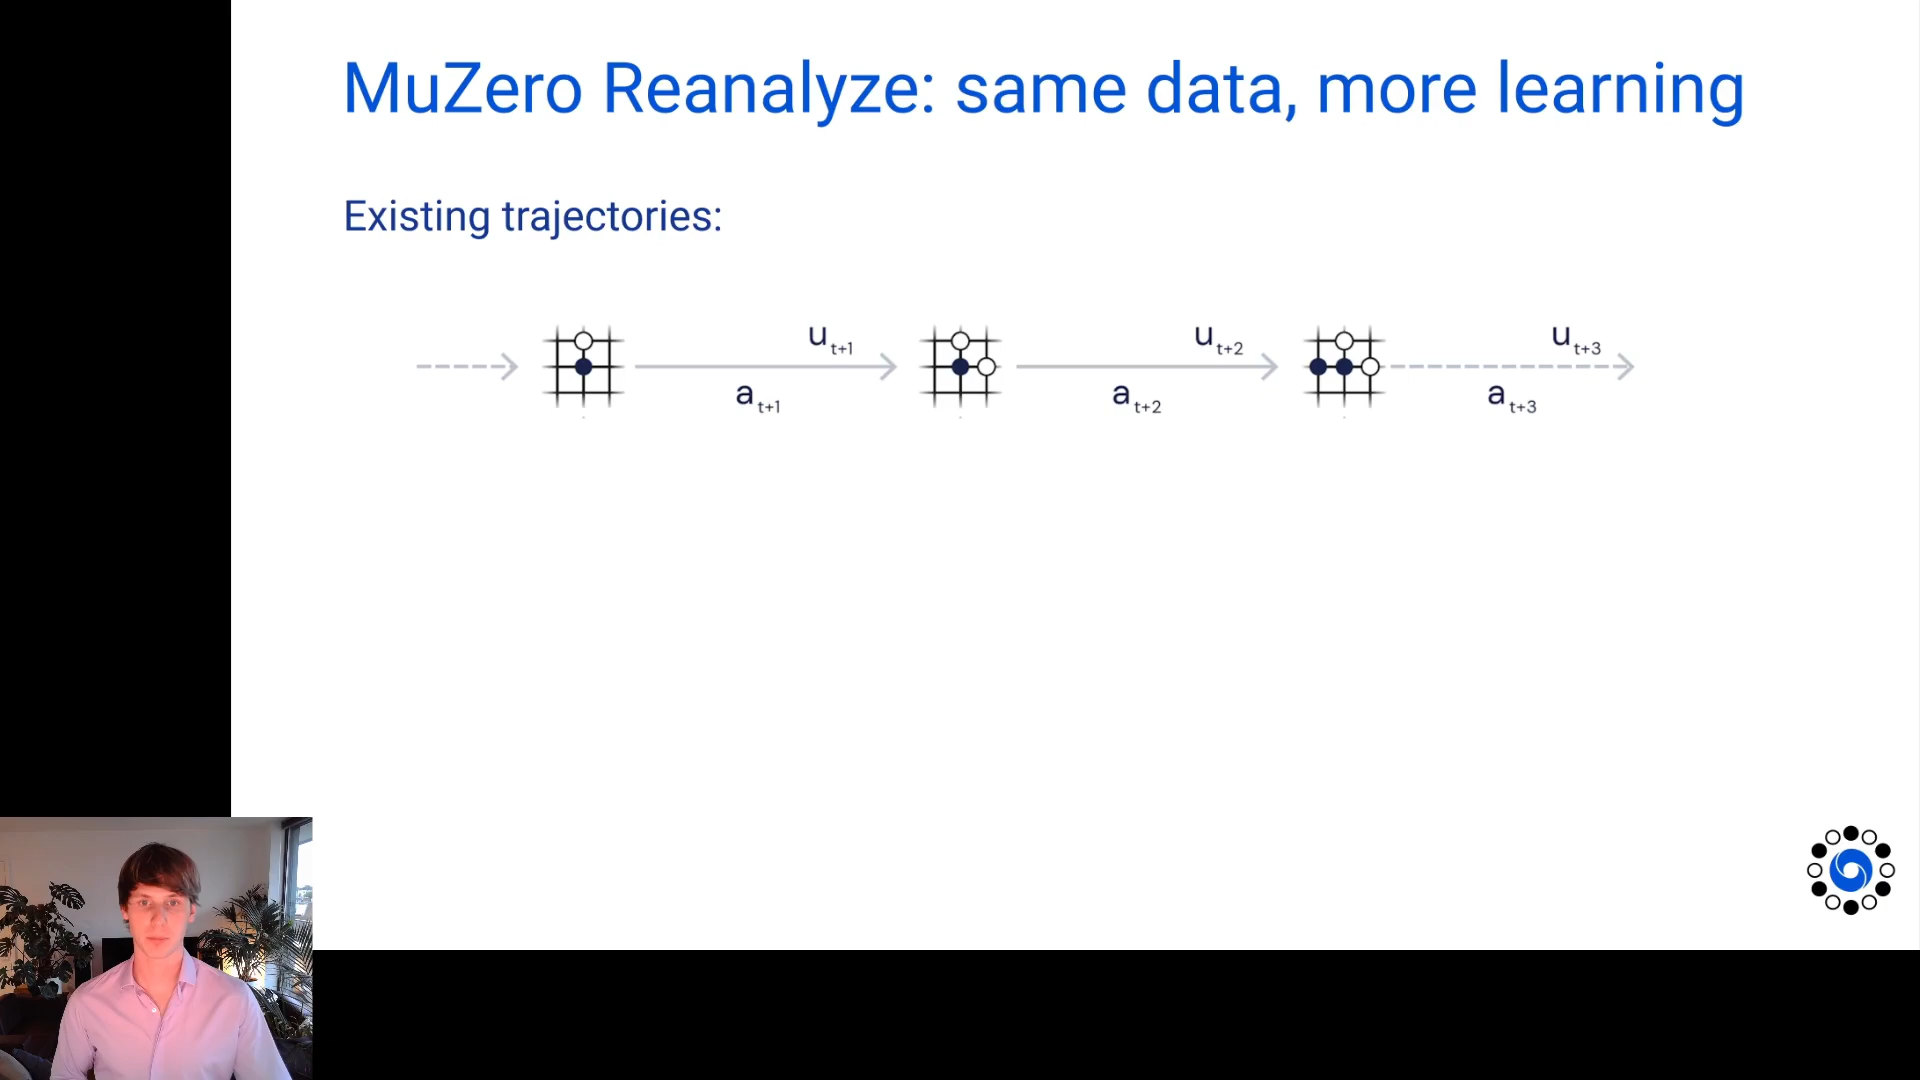 MuZero Reanalyze: same data, more learning
Existing trajectories:
u t+1 u t+2 u t+3
a t+1 a t+2 a t+3